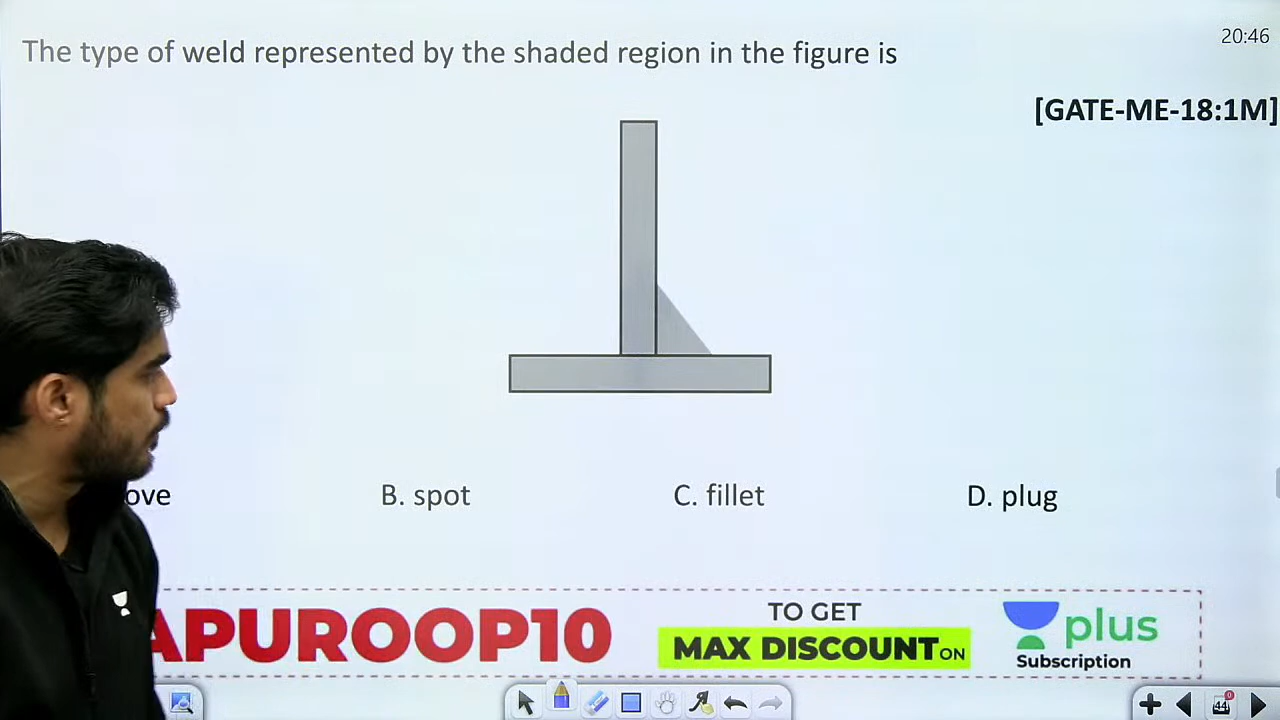 The type of weld represented by the shaded region in the figure is
20:46
[GATE-ME-18:1M]
B. spot
C. fillet
D. plug
APUROOP10
TO GET
MAX DISCOUNT ON
plus
Subscription
44